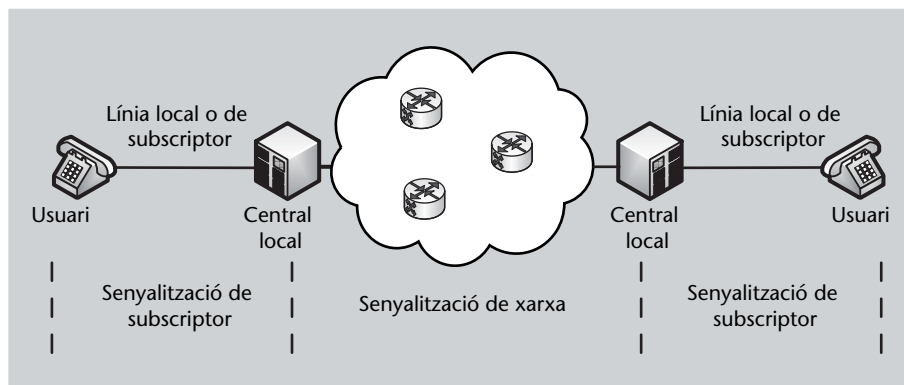 Línia local o de
subscriptor
Línia local o de
subscriptor
Usuari
Central
local
Central
local
Usuari
Senyalització de
subscriptor
Senyalització de xarxa
Senyalització de
subscriptor